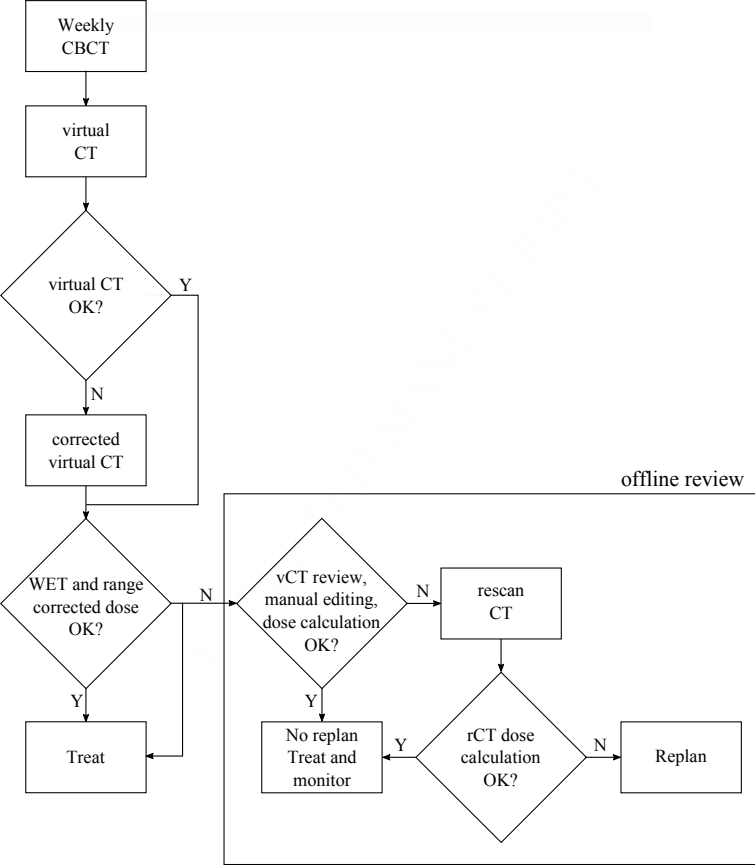 Weekly
CBCT
virtual
CT
virtual CT
OK?
Y
N
corrected
virtual CT
offline review
WET and range
corrected dose
OK?
N
vCT review,
manual editing,
dose calculation
OK?
N
rescan
CT
Y
Y
Treat
No replan
Treat and
monitor
Y
rCT dose
calculation
OK?
N
Replan